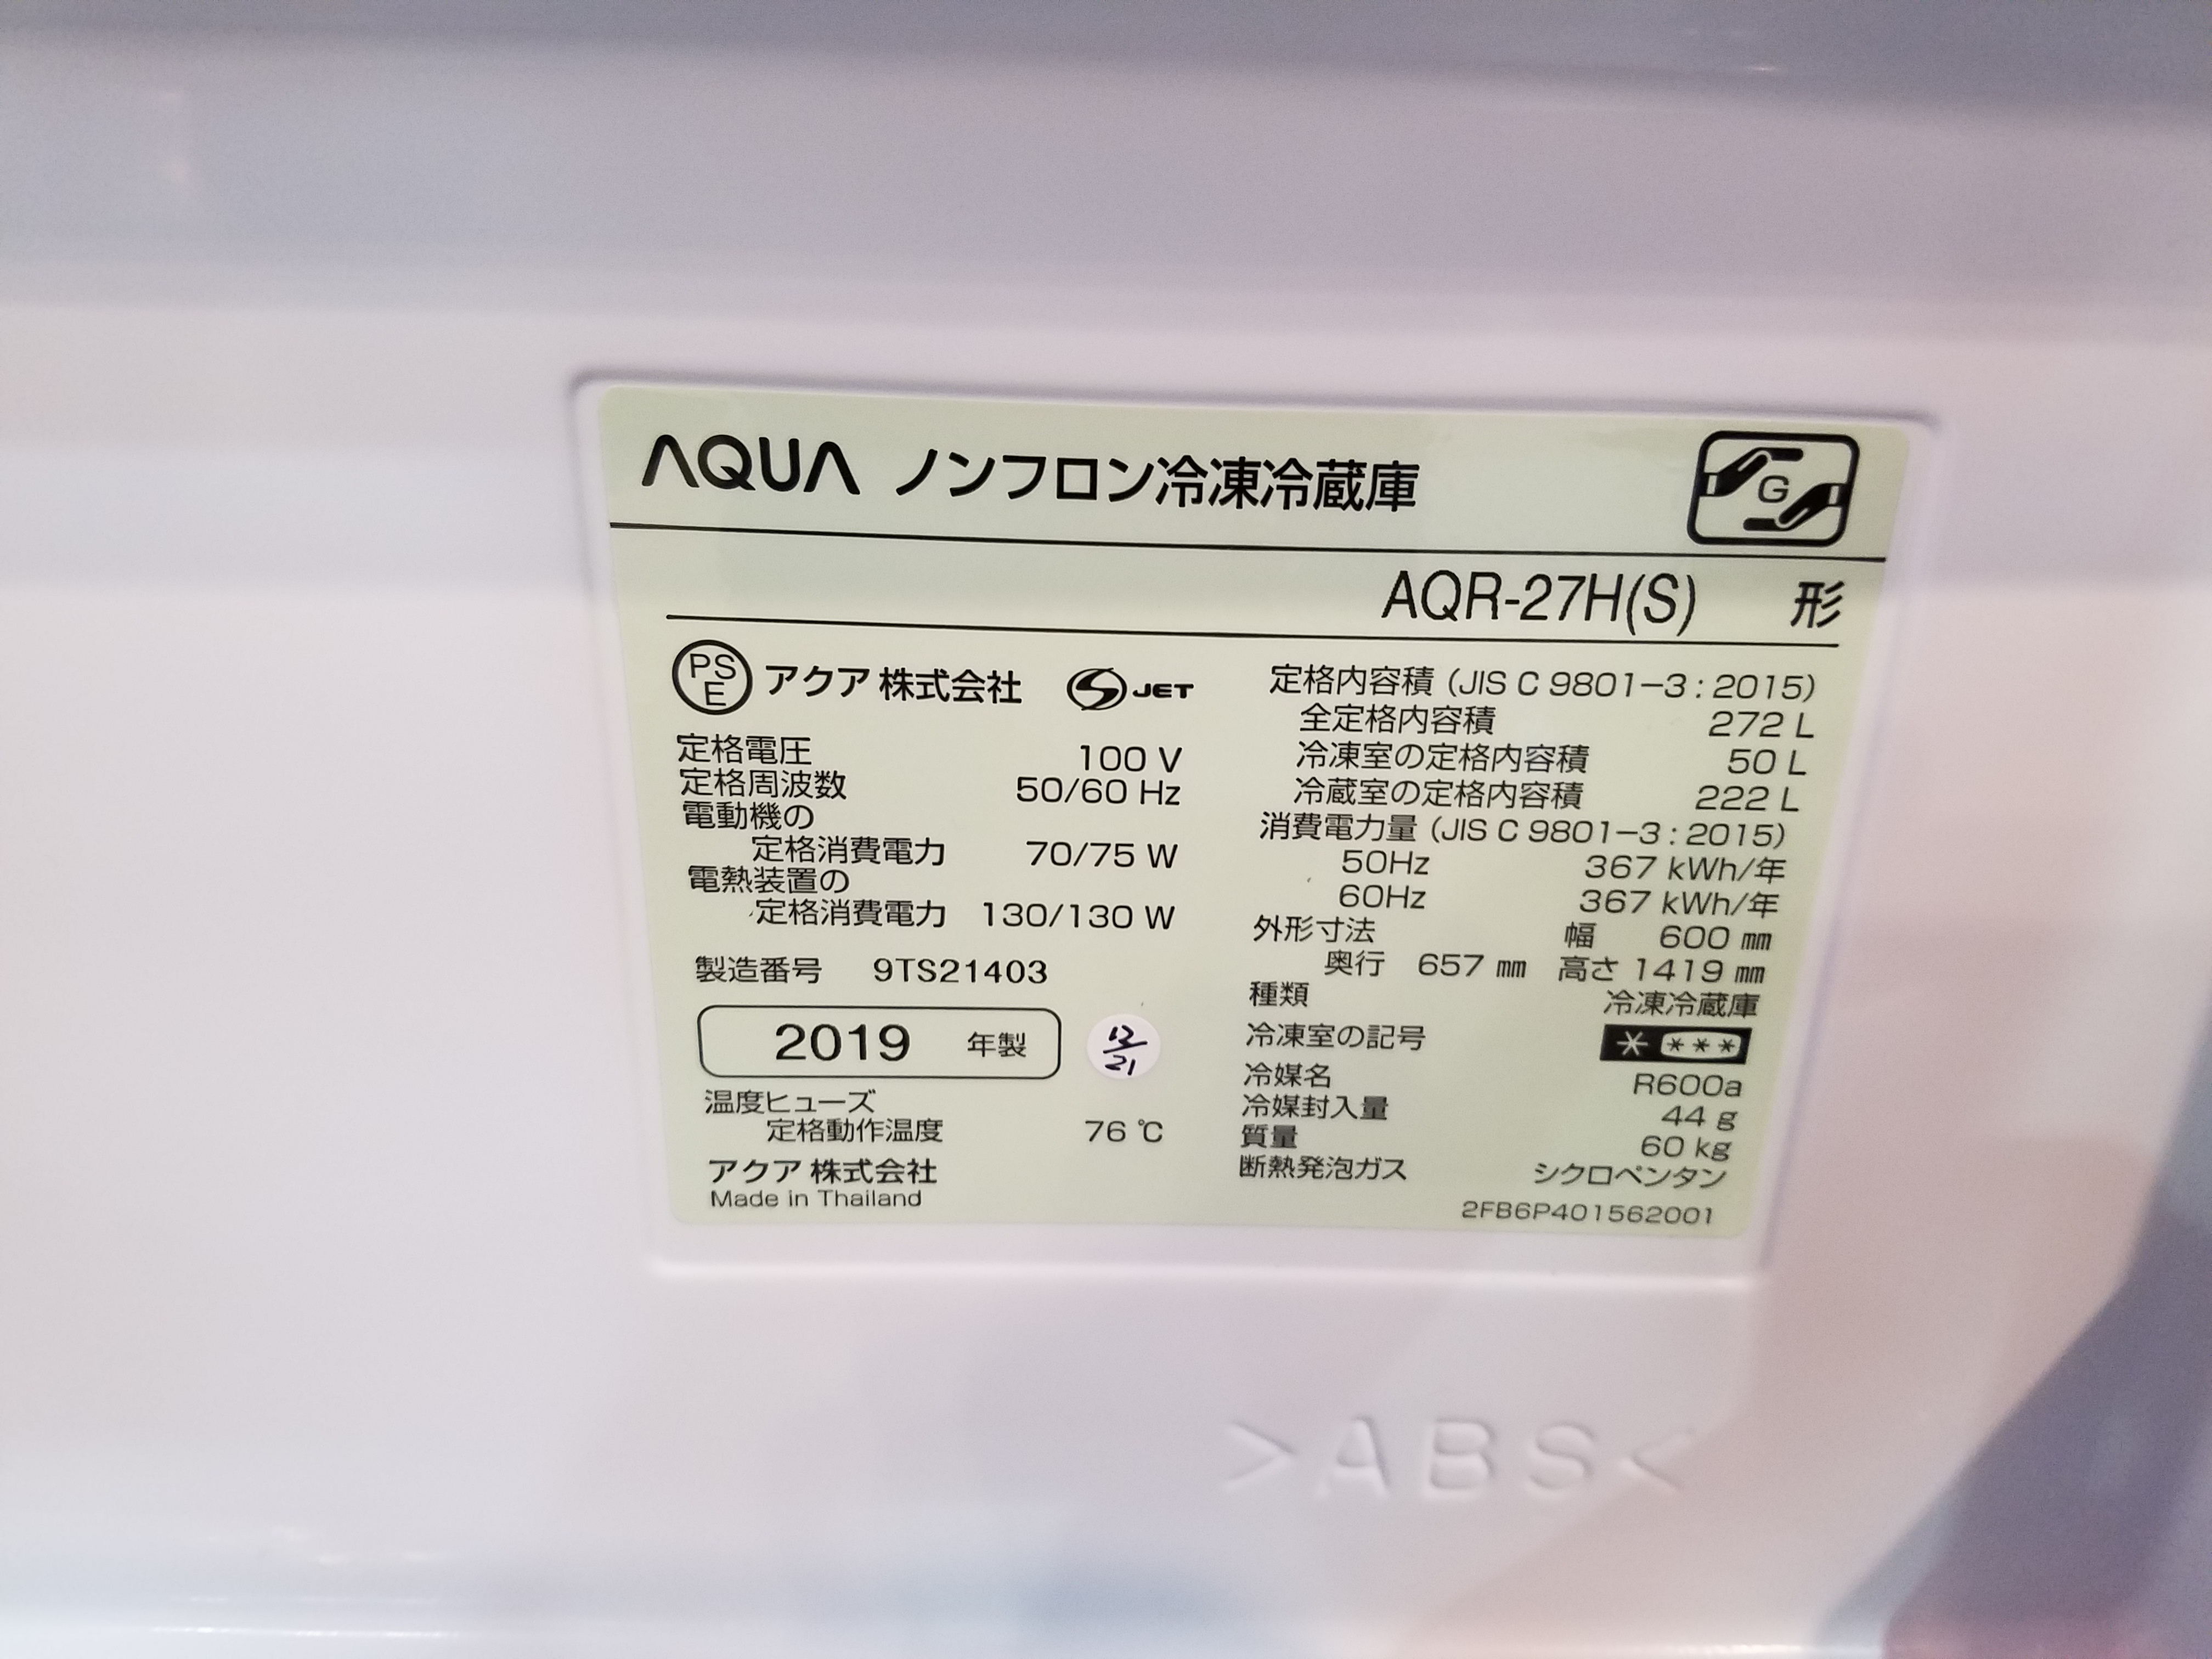 AQUA ノンフロン冷凍冷蔵庫
G
AQR-27H(S) 形
PS
E
アクア 株式会社
S JET
定格電圧 100 V
定格周波数 50/60 Hz
電動機の
定格消費電力 70/75 W
電熱装置の
定格消費電力 130/130 W
製造番号 9TS21403
2019 年製
12/21
温度ヒューズ
定格動作温度 76 ℃
アクア 株式会社
Made in Thailand
定格内容積 (JIS C 9801-3 : 2015)
全定格内容積 272 L
冷凍室の定格内容積 50 L
冷蔵室の定格内容積 222 L
消費電力量 (JIS C 9801-3 : 2015)
50Hz 367 kWh/年
60Hz 367 kWh/年
外形寸法 幅 600 ㎜
奥行 657 ㎜ 高さ 1419 ㎜
種類 冷凍冷蔵庫
冷凍室の記号 * ***
冷媒名 R600a
冷媒封入量 44 g
質量 60 kg
断熱発泡ガス シクロペンタン
2FB6P401562001
>ABS<